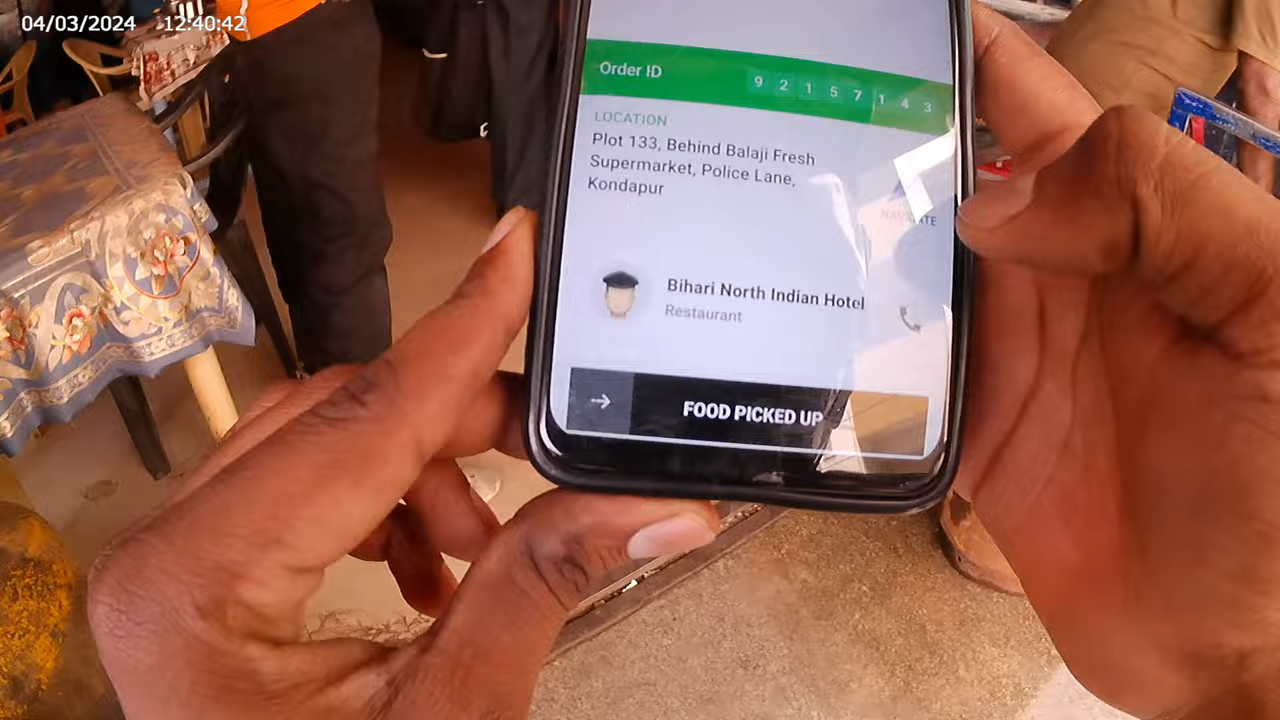 04/03/2024 12:40:42
Order ID 9 2 1 5 7 1 4 3
LOCATION
Plot 133, Behind Balaji Fresh
Supermarket, Police Lane,
Kondapur
NAVIGATE
Bihari North Indian Hotel
Restaurant
FOOD PICKED UP